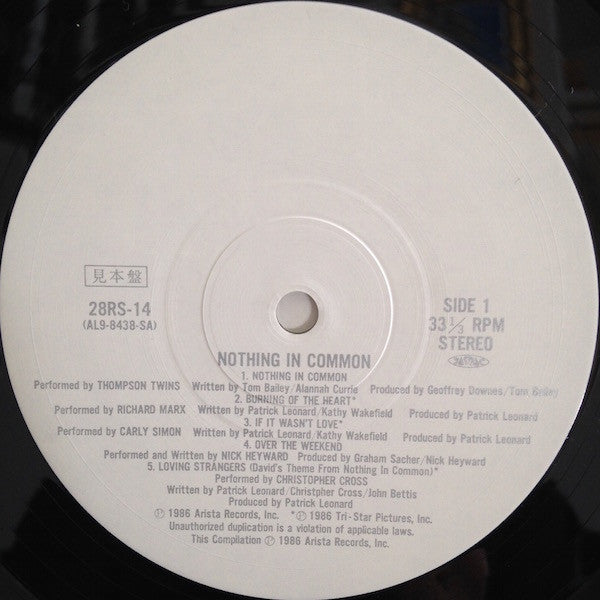 見本盤
28RS-14
(AL9-8438-SA)
SIDE 1
33 1/3 RPM
STEREO
NOTHING IN COMMON
1. NOTHING IN COMMON
Performed by THOMPSON TWINS Written by Tom Bailey/Alannah Currie Produced by Geoffrey Downes/Tom Bailey
2. BURNING OF THE HEART*
Performed by RICHARD MARX Written by Patrick Leonard/Kathy Wakefield Produced by Patrick Leonard
3. IF IT WASN'T LOVE*
Performed by CARLY SIMON Written by Patrick Leonard/Kathy Wakefield Produced by Patrick Leonard
4. OVER THE WEEKEND
Performed and Written by NICK HEYWARD Produced by Graham Sacher/Nick Heyward
5. LOVING STRANGERS (David's Theme From Nothing In Common)*
Performed by CHRISTOPHER CROSS
Written by Patrick Leonard/Christpher Cross/John Bettis
Produced by Patrick Leonard
℗ 1986 Arista Records, Inc. *℗ 1986 Tri-Star Pictures, Inc.
Unauthorized duplication is a violation of applicable laws.
This Compilation ℗ 1986 Arista Records, Inc.